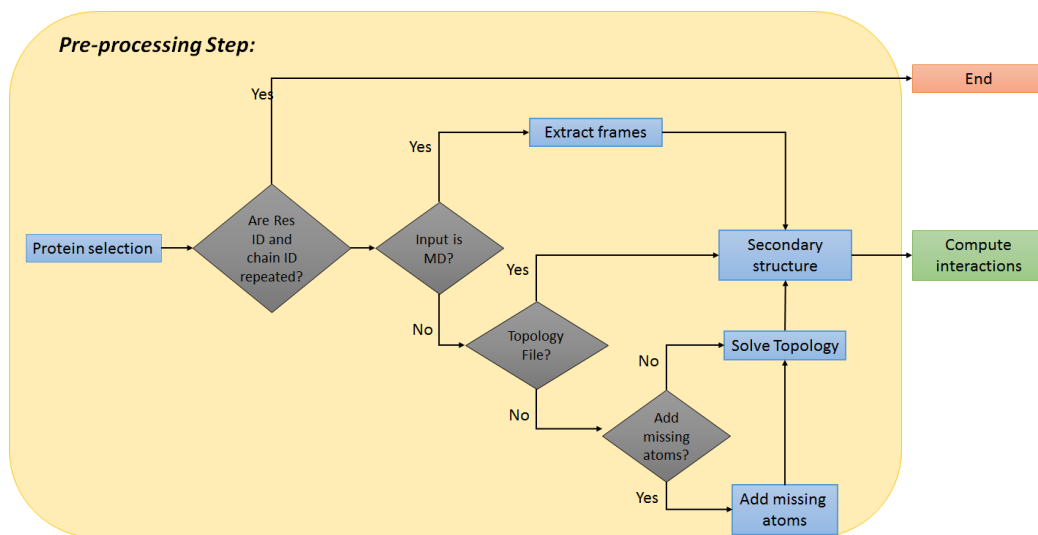 Pre-processing Step:
Yes
End
Yes
Extract frames
Are Res
ID and
chain ID
repeated?
Protein selection
Input is
MD?
Yes
Secondary
structure
Compute
interactions
No
Topology
File?
No
Solve Topology
No
Add
missing
atoms?
Yes
Add missing
atoms